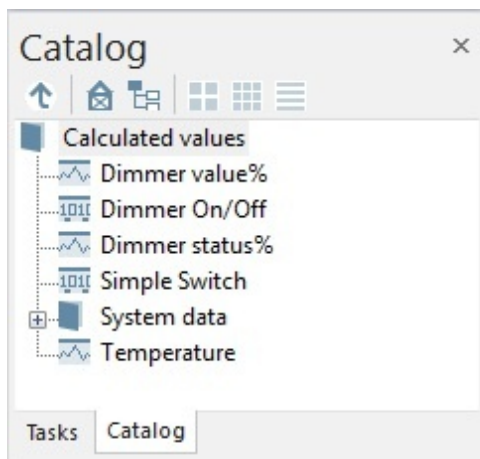 Catalog
Calculated values
Dimmer value%
Dimmer On/Off
Dimmer status%
Simple Switch
System data
Temperature
Tasks Catalog